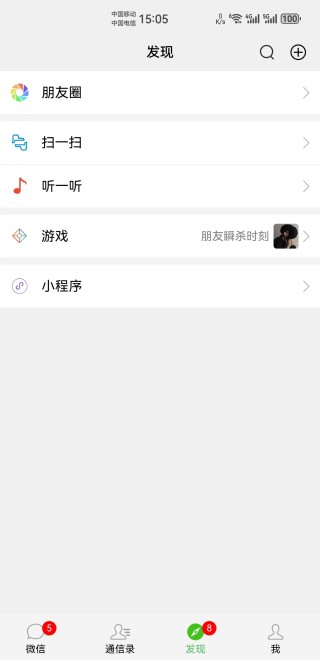 中国移动
中国电信
15:05
0
K/s
6
4G
5G
100
发现
朋友圈
扫一扫
听一听
游戏
朋友瞬杀时刻
小程序
5
8
微信
通信录
发现
我